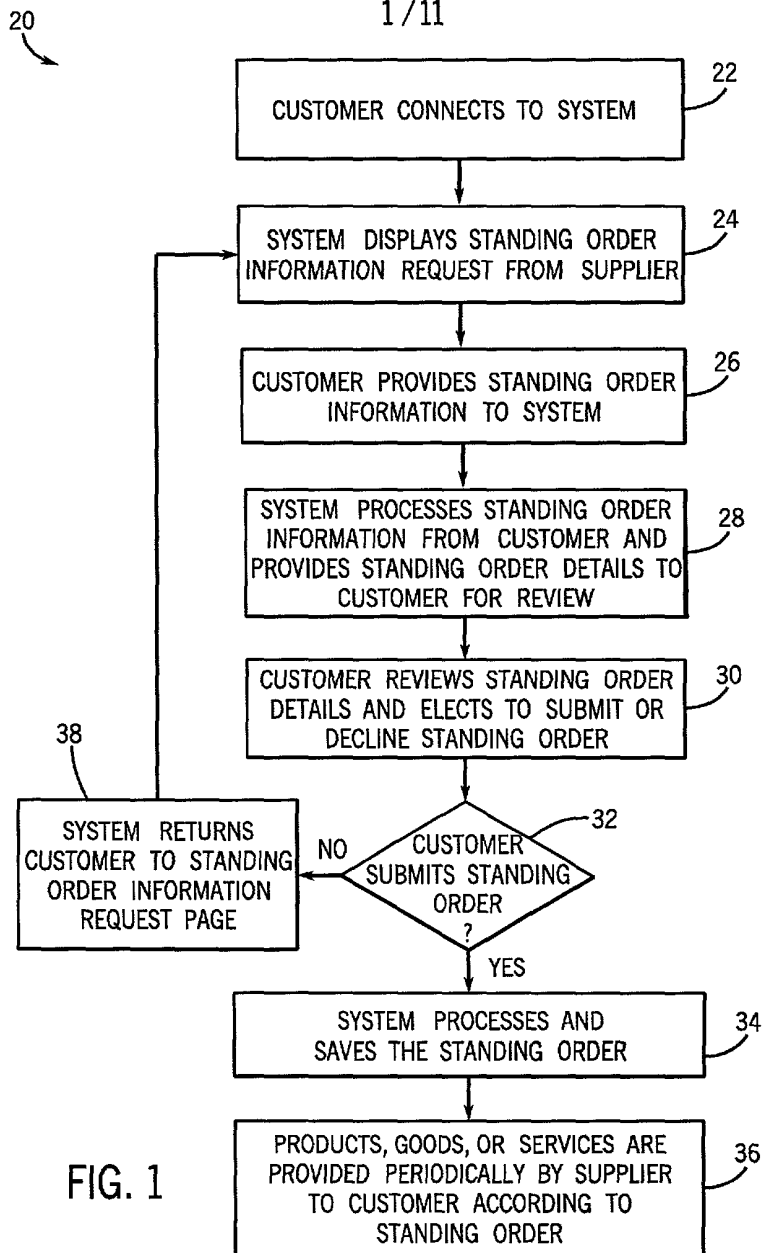 1/11
20
CUSTOMER CONNECTS TO SYSTEM
22
SYSTEM DISPLAYS STANDING ORDER
INFORMATION REQUEST FROM SUPPLIER
24
CUSTOMER PROVIDES STANDING ORDER
INFORMATION TO SYSTEM
26
SYSTEM PROCESSES STANDING ORDER
INFORMATION FROM CUSTOMER AND
PROVIDES STANDING ORDER DETAILS TO
CUSTOMER FOR REVIEW
28
CUSTOMER REVIEWS STANDING ORDER
DETAILS AND ELECTS TO SUBMIT OR
DECLINE STANDING ORDER
30
CUSTOMER
SUBMITS STANDING
ORDER
?
32
NO
38
SYSTEM RETURNS
CUSTOMER TO STANDING
ORDER INFORMATION
REQUEST PAGE
YES
SYSTEM PROCESSES AND
SAVES THE STANDING ORDER
34
PRODUCTS, GOODS, OR SERVICES ARE
PROVIDED PERIODICALLY BY SUPPLIER
TO CUSTOMER ACCORDING TO
STANDING ORDER
36
FIG. 1